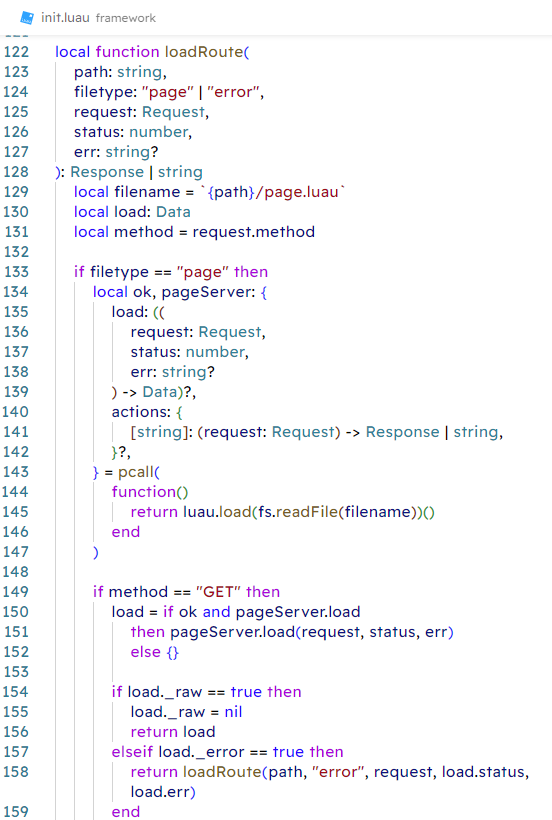 init.luau framework
122 local function loadRoute(
123 path: string,
124 filetype: "page" | "error",
125 request: Request,
126 status: number,
127 err: string?
128 ): Response | string
129 local filename = `{path}/page.luau`
130 local load: Data
131 local method = request.method
132
133 if filetype == "page" then
134 local ok, pageServer: {
135 load: ((
136 request: Request,
137 status: number,
138 err: string?
139 ) -> Data)?,
140 actions: {
141 [string]: (request: Request) -> Response | string,
142 }?,
143 } = pcall(
144 function()
145 return luau.load(fs.readFile(filename))()
146 end
147 )
148
149 if method == "GET" then
150 load = if ok and pageServer.load
151 then pageServer.load(request, status, err)
152 else {}
153
154 if load._raw == true then
155 load._raw = nil
156 return load
157 elseif load._error == true then
158 return loadRoute(path, "error", request, load.status,
load.err)
159 end